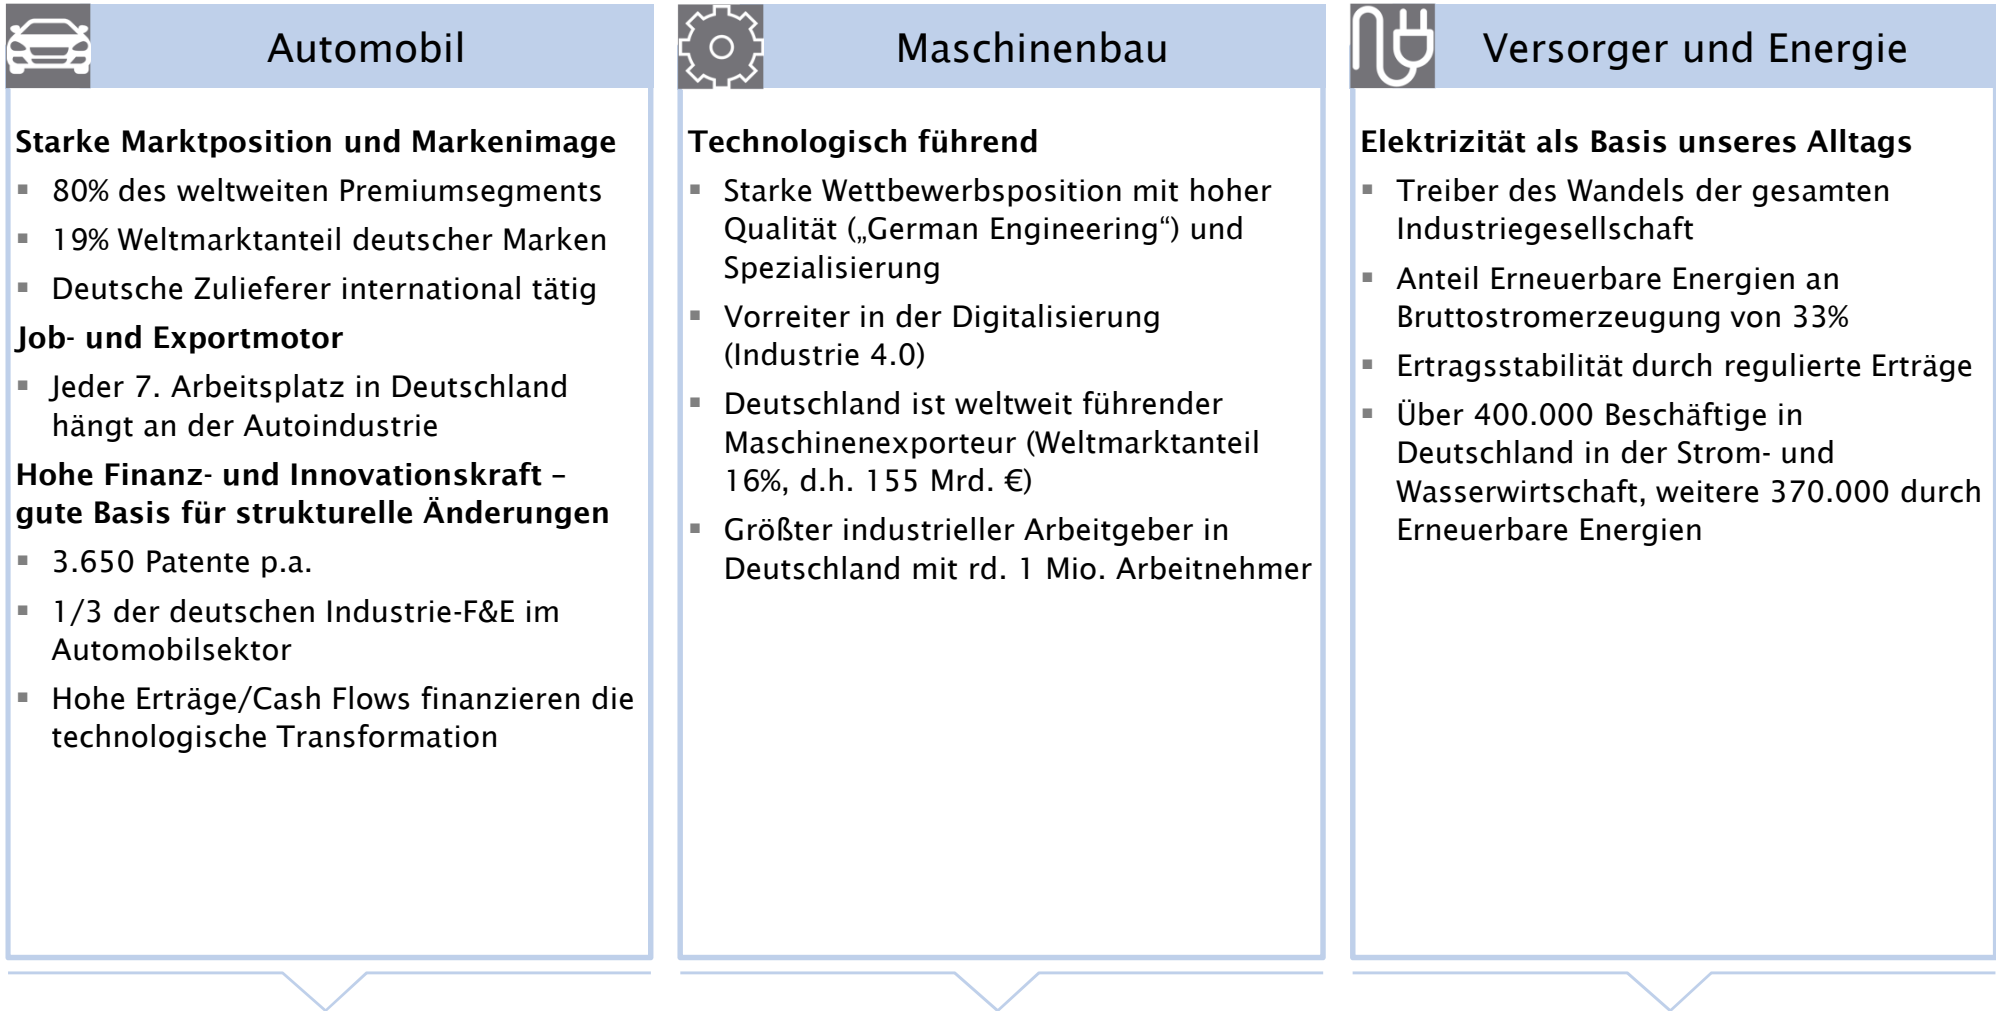 Automobil
Starke Marktposition und Markenimage
▪ 80% des weltweiten Premiumsegments
▪ 19% Weltmarktanteil deutscher Marken
▪ Deutsche Zulieferer international tätig
Job- und Exportmotor
▪ Jeder 7. Arbeitsplatz in Deutschland
hängt an der Autoindustrie
Hohe Finanz- und Innovationskraft –
gute Basis für strukturelle Änderungen
▪ 3.650 Patente p.a.
▪ 1/3 der deutschen Industrie-F&E im
Automobilsektor
▪ Hohe Erträge/Cash Flows finanzieren die
technologische Transformation
Maschinenbau
Technologisch führend
▪ Starke Wettbewerbsposition mit hoher
Qualität („German Engineering“) und
Spezialisierung
▪ Vorreiter in der Digitalisierung
(Industrie 4.0)
▪ Deutschland ist weltweit führender
Maschinenexporteur (Weltmarktanteil
16%, d.h. 155 Mrd. €)
▪ Größter industrieller Arbeitgeber in
Deutschland mit rd. 1 Mio. Arbeitnehmer
Versorger und Energie
Elektrizität als Basis unseres Alltags
▪ Treiber des Wandels der gesamten
Industriegesellschaft
▪ Anteil Erneuerbare Energien an
Bruttostromerzeugung von 33%
▪ Ertragsstabilität durch regulierte Erträge
▪ Über 400.000 Beschäftige in
Deutschland in der Strom- und
Wasserwirtschaft, weitere 370.000 durch
Erneuerbare Energien